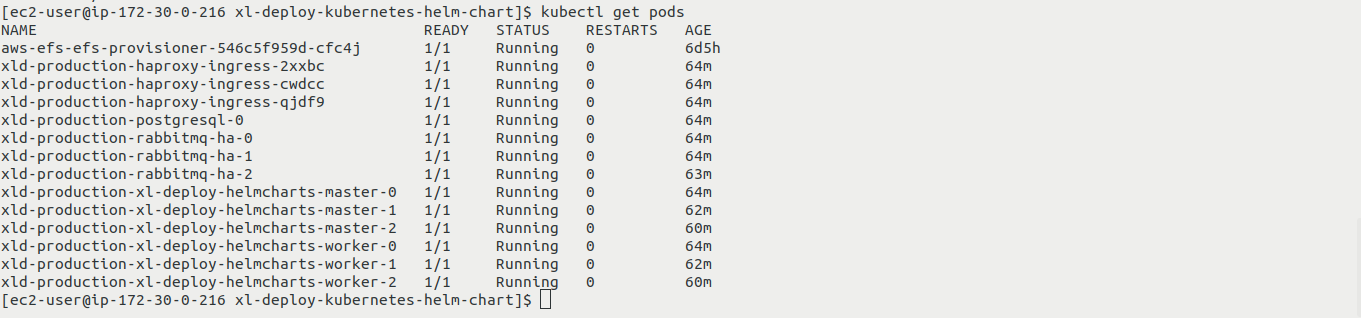 [ec2-user@ip-172-30-0-216 xl-deploy-kubernetes-helm-chart]$ kubectl get pods
NAME READY STATUS RESTARTS AGE
aws-efs-efs-provisioner-546c5f959d-cfc4j 1/1 Running 0 6d5h
xld-production-haproxy-ingress-2xxbc 1/1 Running 0 64m
xld-production-haproxy-ingress-cwdcc 1/1 Running 0 64m
xld-production-haproxy-ingress-qjdf9 1/1 Running 0 64m
xld-production-postgresql-0 1/1 Running 0 64m
xld-production-rabbitmq-ha-0 1/1 Running 0 64m
xld-production-rabbitmq-ha-1 1/1 Running 0 64m
xld-production-rabbitmq-ha-2 1/1 Running 0 63m
xld-production-xl-deploy-helmcharts-master-0 1/1 Running 0 64m
xld-production-xl-deploy-helmcharts-master-1 1/1 Running 0 62m
xld-production-xl-deploy-helmcharts-master-2 1/1 Running 0 60m
xld-production-xl-deploy-helmcharts-worker-0 1/1 Running 0 64m
xld-production-xl-deploy-helmcharts-worker-1 1/1 Running 0 62m
xld-production-xl-deploy-helmcharts-worker-2 1/1 Running 0 60m
[ec2-user@ip-172-30-0-216 xl-deploy-kubernetes-helm-chart]$